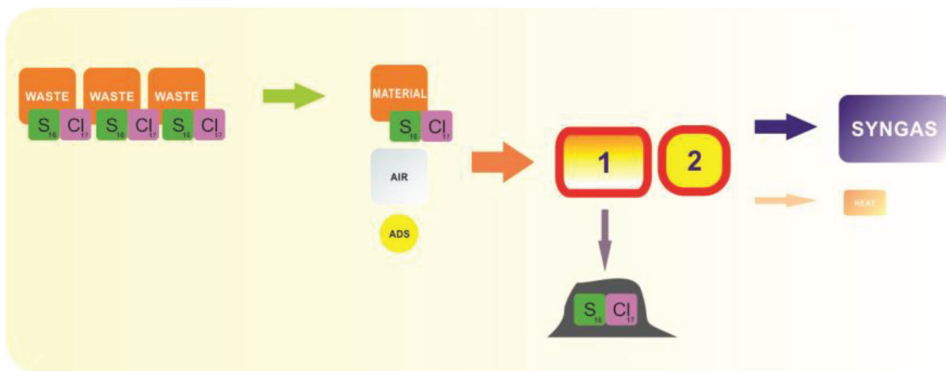 WASTE WASTE WASTE
S 16 Cl 17 S 16 Cl 17 S 16 Cl 17
MATERIAL
S 16 Cl 17
AIR
ADS
1 2
SYNGAS
HEAT
S 16 Cl 17